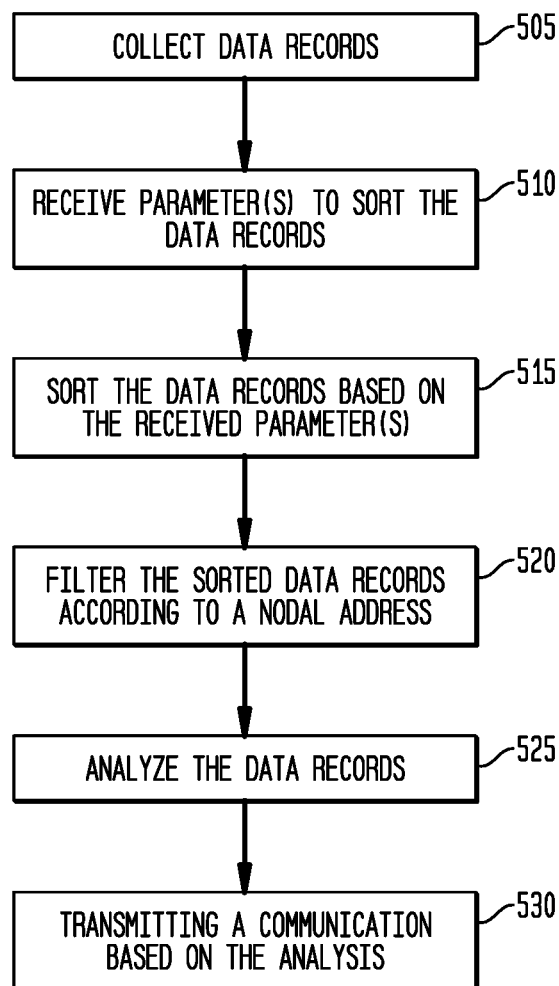 COLLECT DATA RECORDS
505
RECEIVE PARAMETER(S) TO SORT THE
DATA RECORDS
510
SORT THE DATA RECORDS BASED ON
THE RECEIVED PARAMETER(S)
515
FILTER THE SORTED DATA RECORDS
ACCORDING TO A NODAL ADDRESS
520
ANALYZE THE DATA RECORDS
525
TRANSMITTING A COMMUNICATION
BASED ON THE ANALYSIS
530